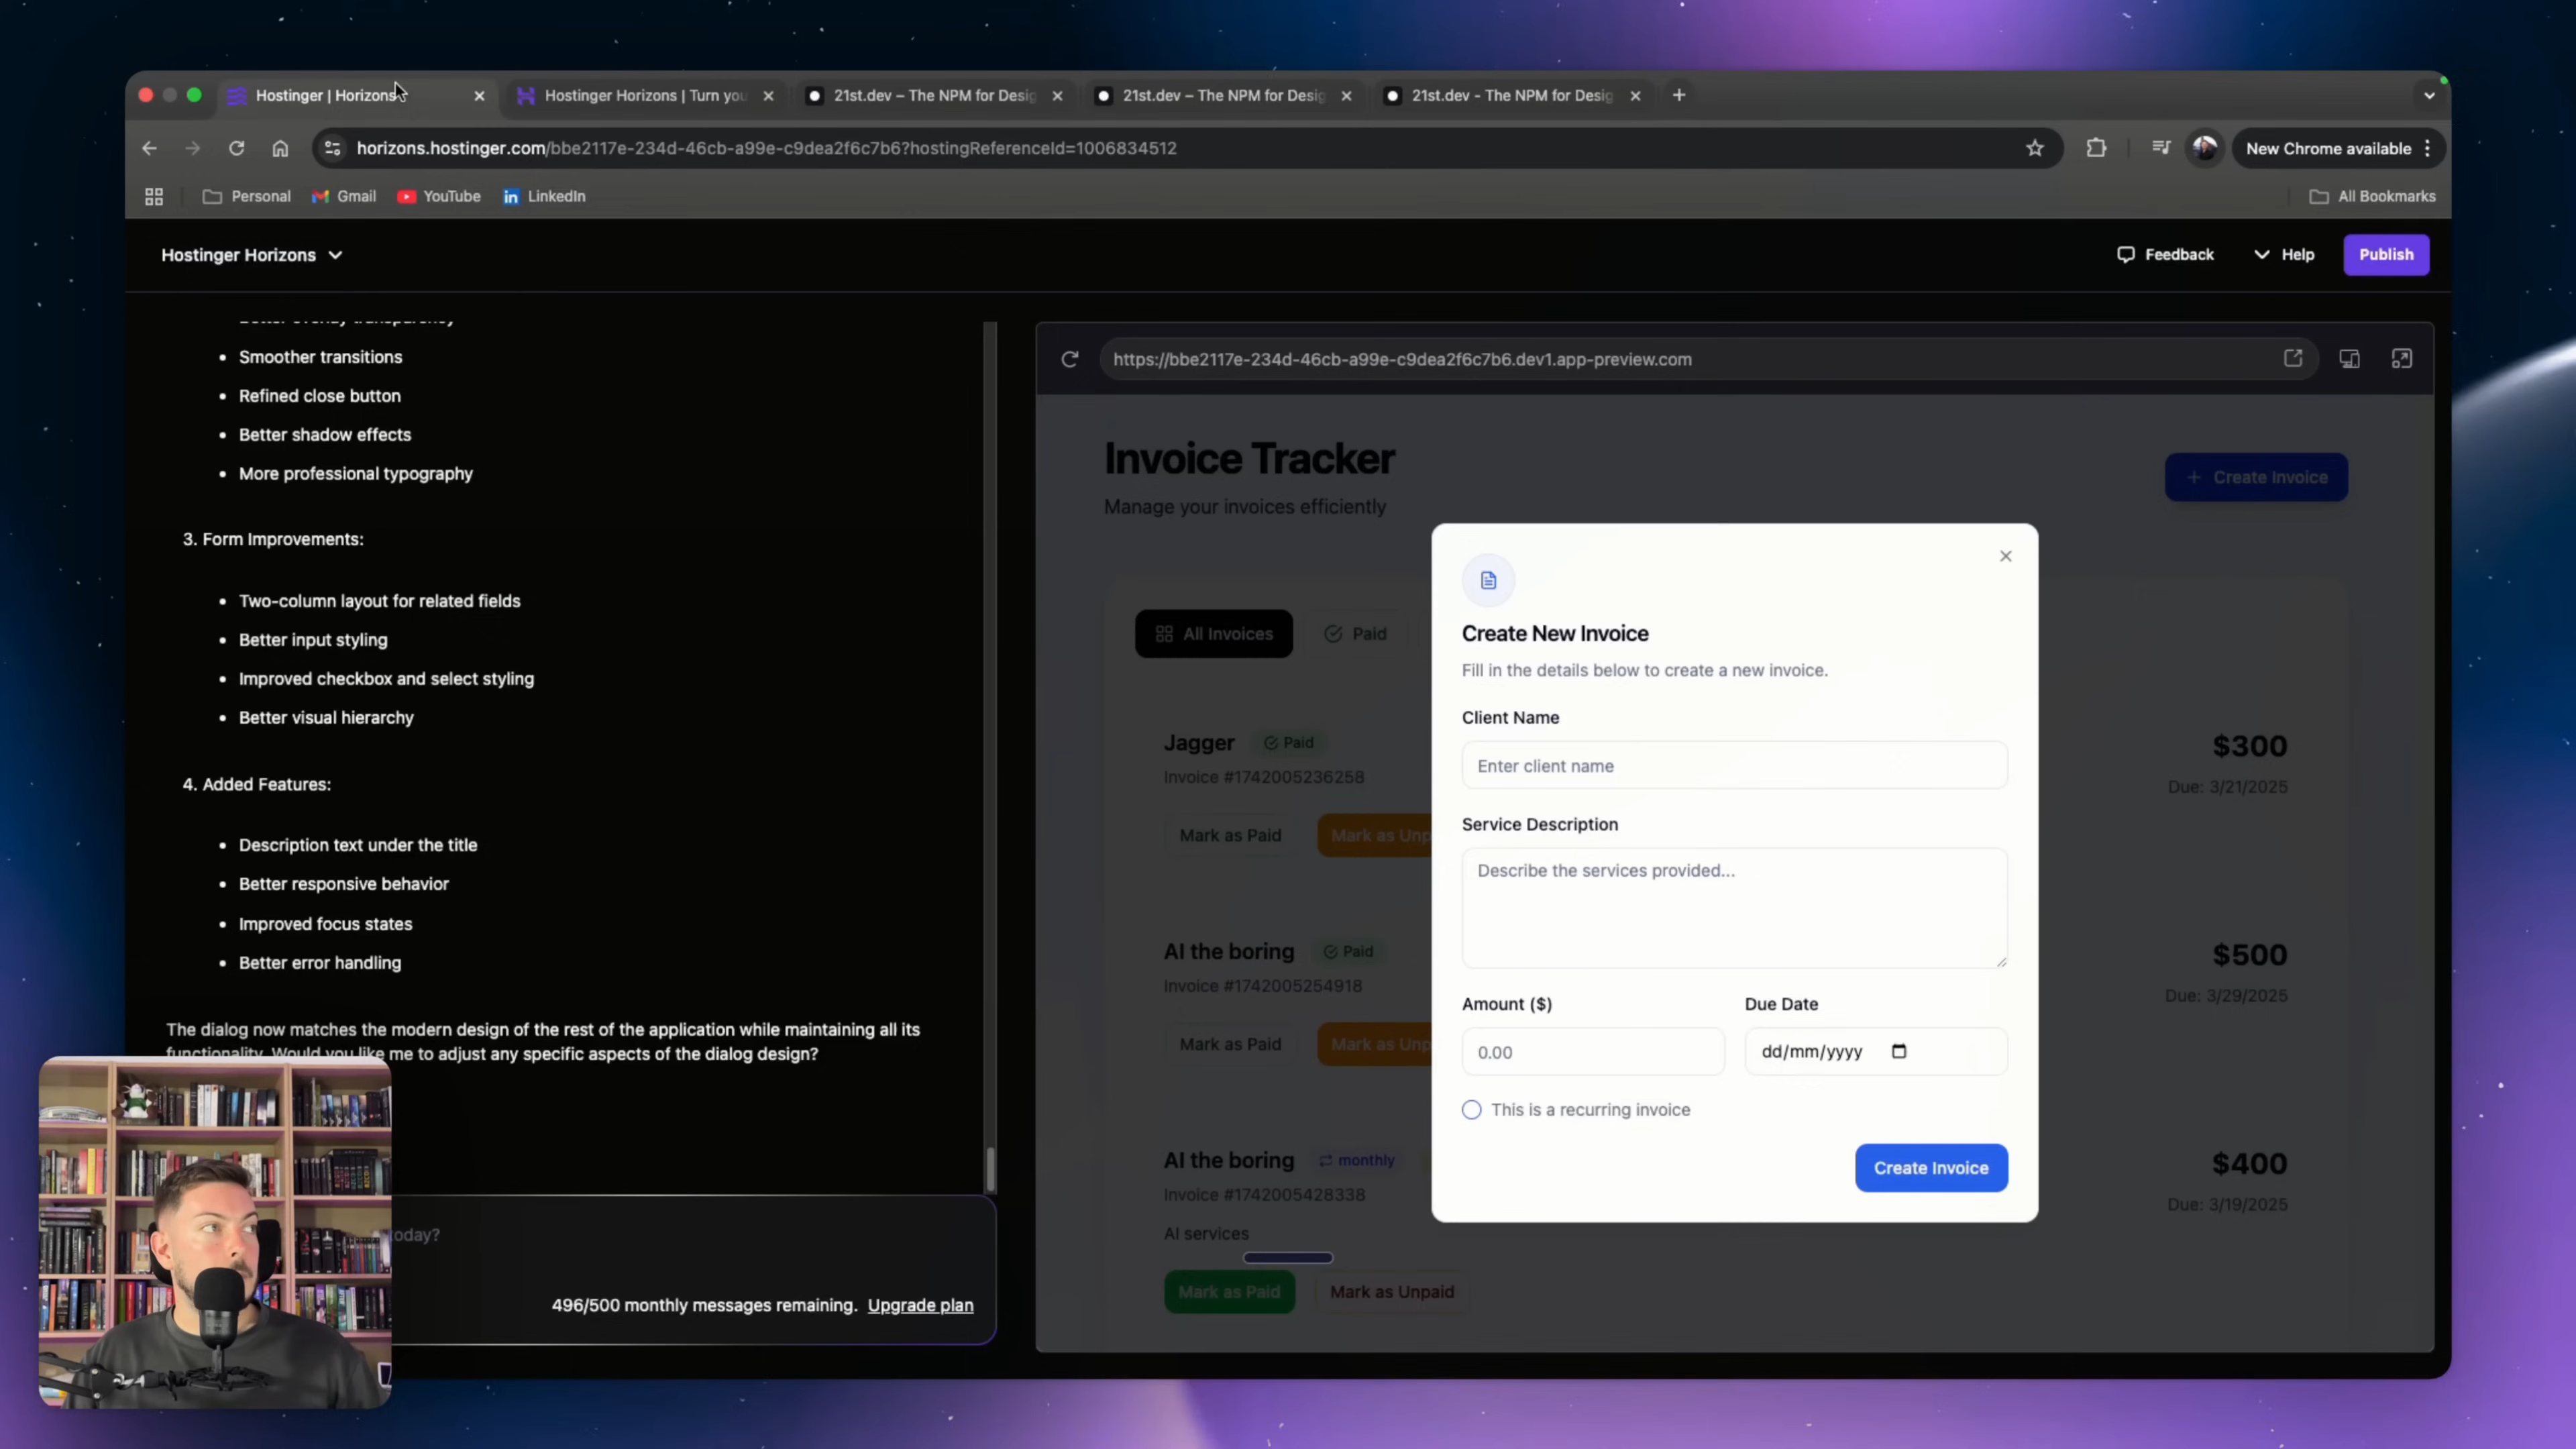 Hostinger | Horizons
Hostinger Horizons | Turn you
21st.dev – The NPM for Desig
21st.dev – The NPM for Desig
21st.dev - The NPM for Desig
horizons.hostinger.com/bbe2117e-234d-46cb-a99e-c9dea2f6c7b6?hostingReferenceId=1006834512
New Chrome available
Personal
Gmail
YouTube
LinkedIn
All Bookmarks
Hostinger Horizons
Feedback
Help
Publish
Better overlay transparency
• Smoother transitions
• Refined close button
• Better shadow effects
• More professional typography
3. Form Improvements:
• Two-column layout for related fields
• Better input styling
• Improved checkbox and select styling
• Better visual hierarchy
4. Added Features:
• Description text under the title
• Better responsive behavior
• Improved focus states
• Better error handling
The dialog now matches the modern design of the rest of the application while maintaining all its
functionality. Would you like me to adjust any specific aspects of the dialog design?
today?
496/500 monthly messages remaining. Upgrade plan
https://bbe2117e-234d-46cb-a99e-c9dea2f6c7b6.dev1.app-preview.com
Invoice Tracker
Manage your invoices efficiently
+ Create Invoice
All Invoices
Paid
Jagger
Paid
Invoice #1742005236258
Mark as Paid
Mark as Unp
$300
Due: 3/21/2025
AI the boring
Paid
Invoice #1742005254918
Mark as Paid
Mark as Unp
$500
Due: 3/29/2025
AI the boring
monthly
Invoice #1742005428338
AI services
Mark as Paid
Mark as Unpaid
$400
Due: 3/19/2025
Create New Invoice
Fill in the details below to create a new invoice.
Client Name
Enter client name
Service Description
Describe the services provided...
Amount ($)
Due Date
0.00
dd/mm/yyyy
This is a recurring invoice
Create Invoice